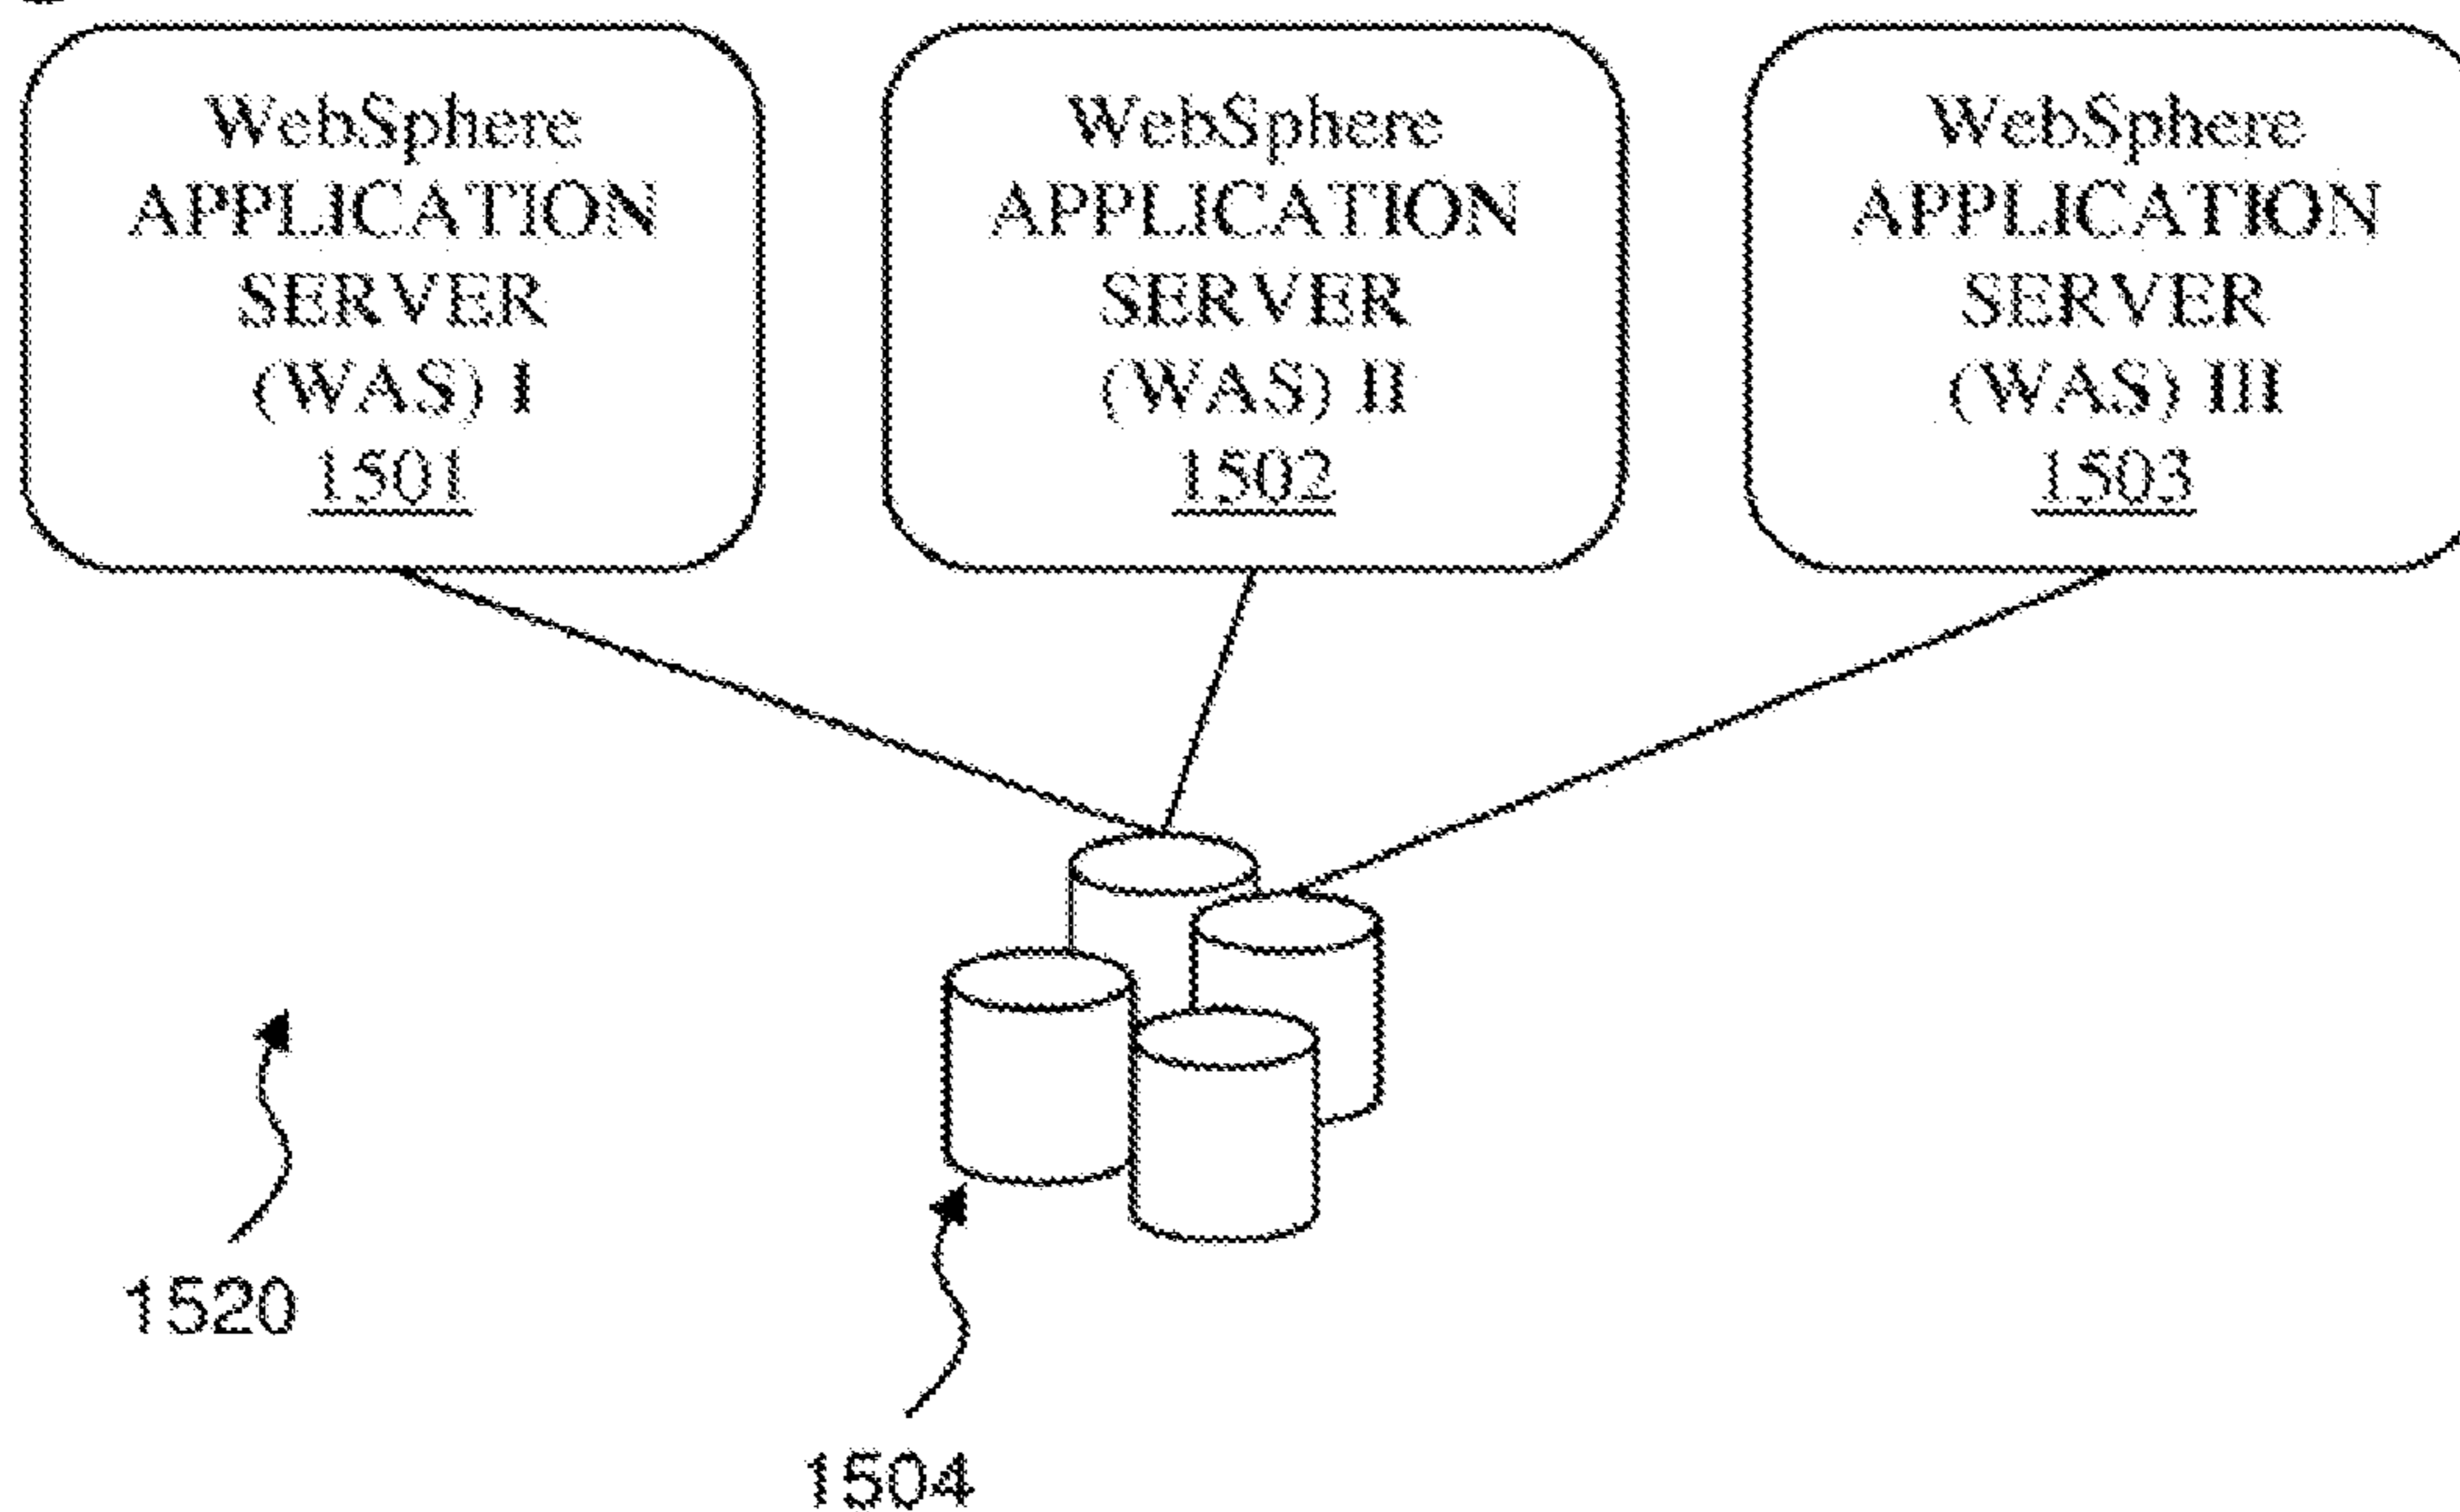 WebSphere
APPLICATION
SERVER
(WAS) I
1501
WebSphere
APPLICATION
SERVER
(WAS) II
1502
WebSphere
APPLICATION
SERVER
(WAS) III
1503
1520
1504